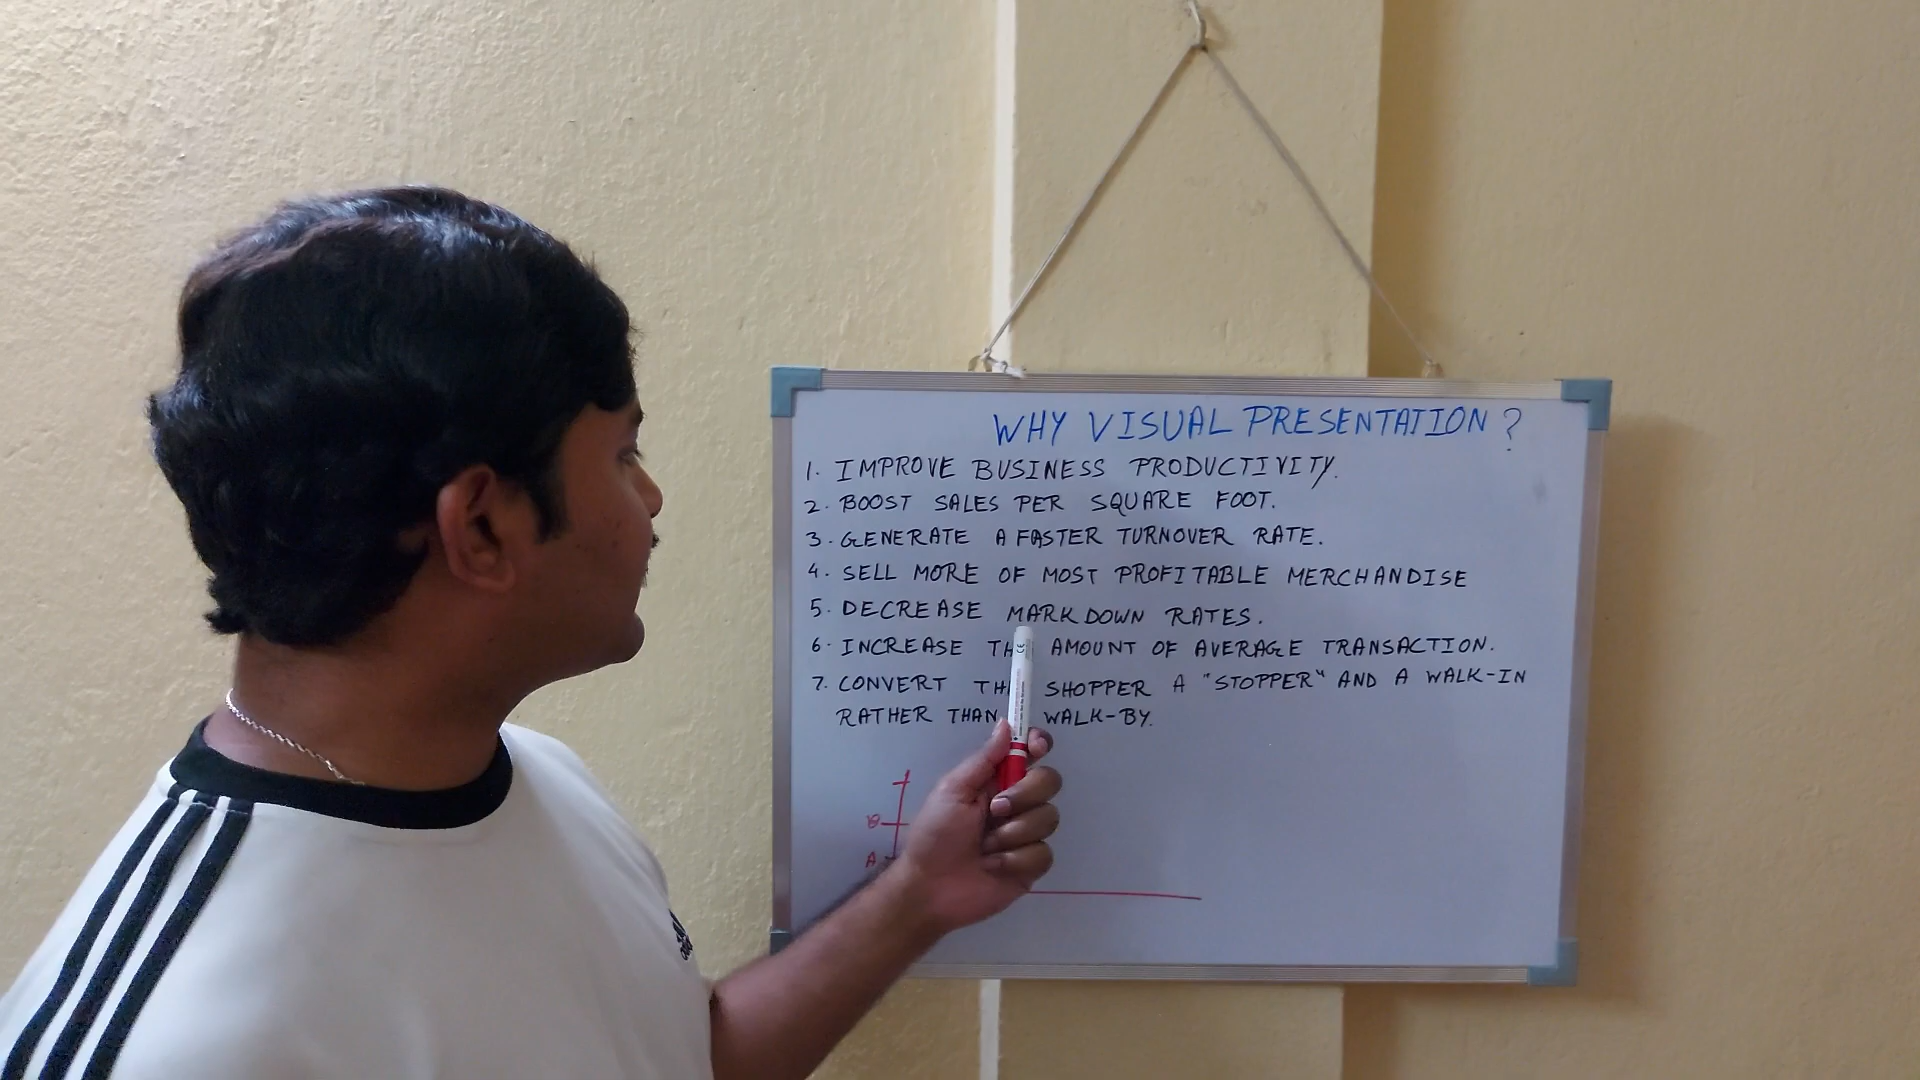 WHY VISUAL PRESENTATION ?
1. IMPROVE BUSINESS PRODUCTIVITY.
2. BOOST SALES PER SQUARE FOOT.
3. GENERATE A FASTER TURNOVER RATE.
4. SELL MORE OF MOST PROFITABLE MERCHANDISE
5. DECREASE MARKDOWN RATES.
6. INCREASE AMOUNT OF AVERAGE TRANSACTION.
7. CONVERT SHOPPER A "STOPPER" AND A WALK-IN
RATHER THAN WALK-BY.
B
A